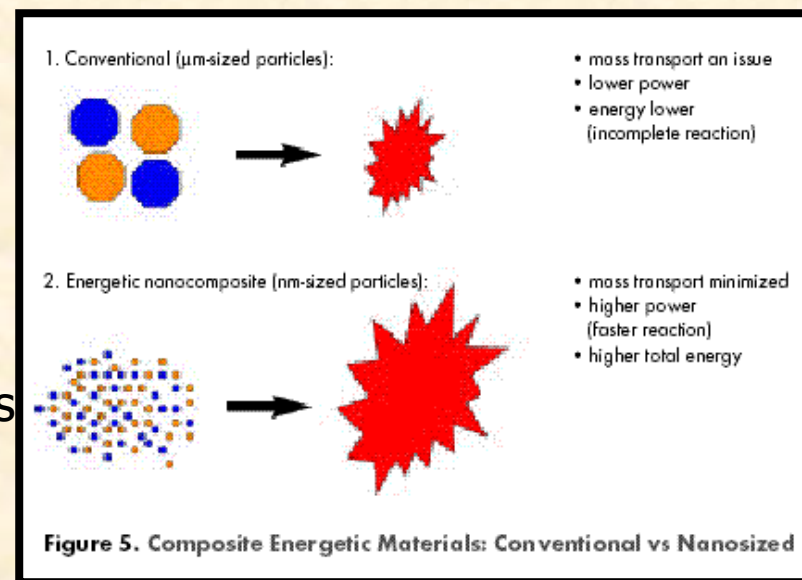 1. Conventional (µm-sized particles):
• mass transport an issue
• lower power
• energy lower
(incomplete reaction)
2. Energetic nanocomposite (nm-sized particles):
• mass transport minimized
• higher power
(faster reaction)
• higher total energy
s
Figure 5. Composite Energetic Materials: Conventional vs Nanosized